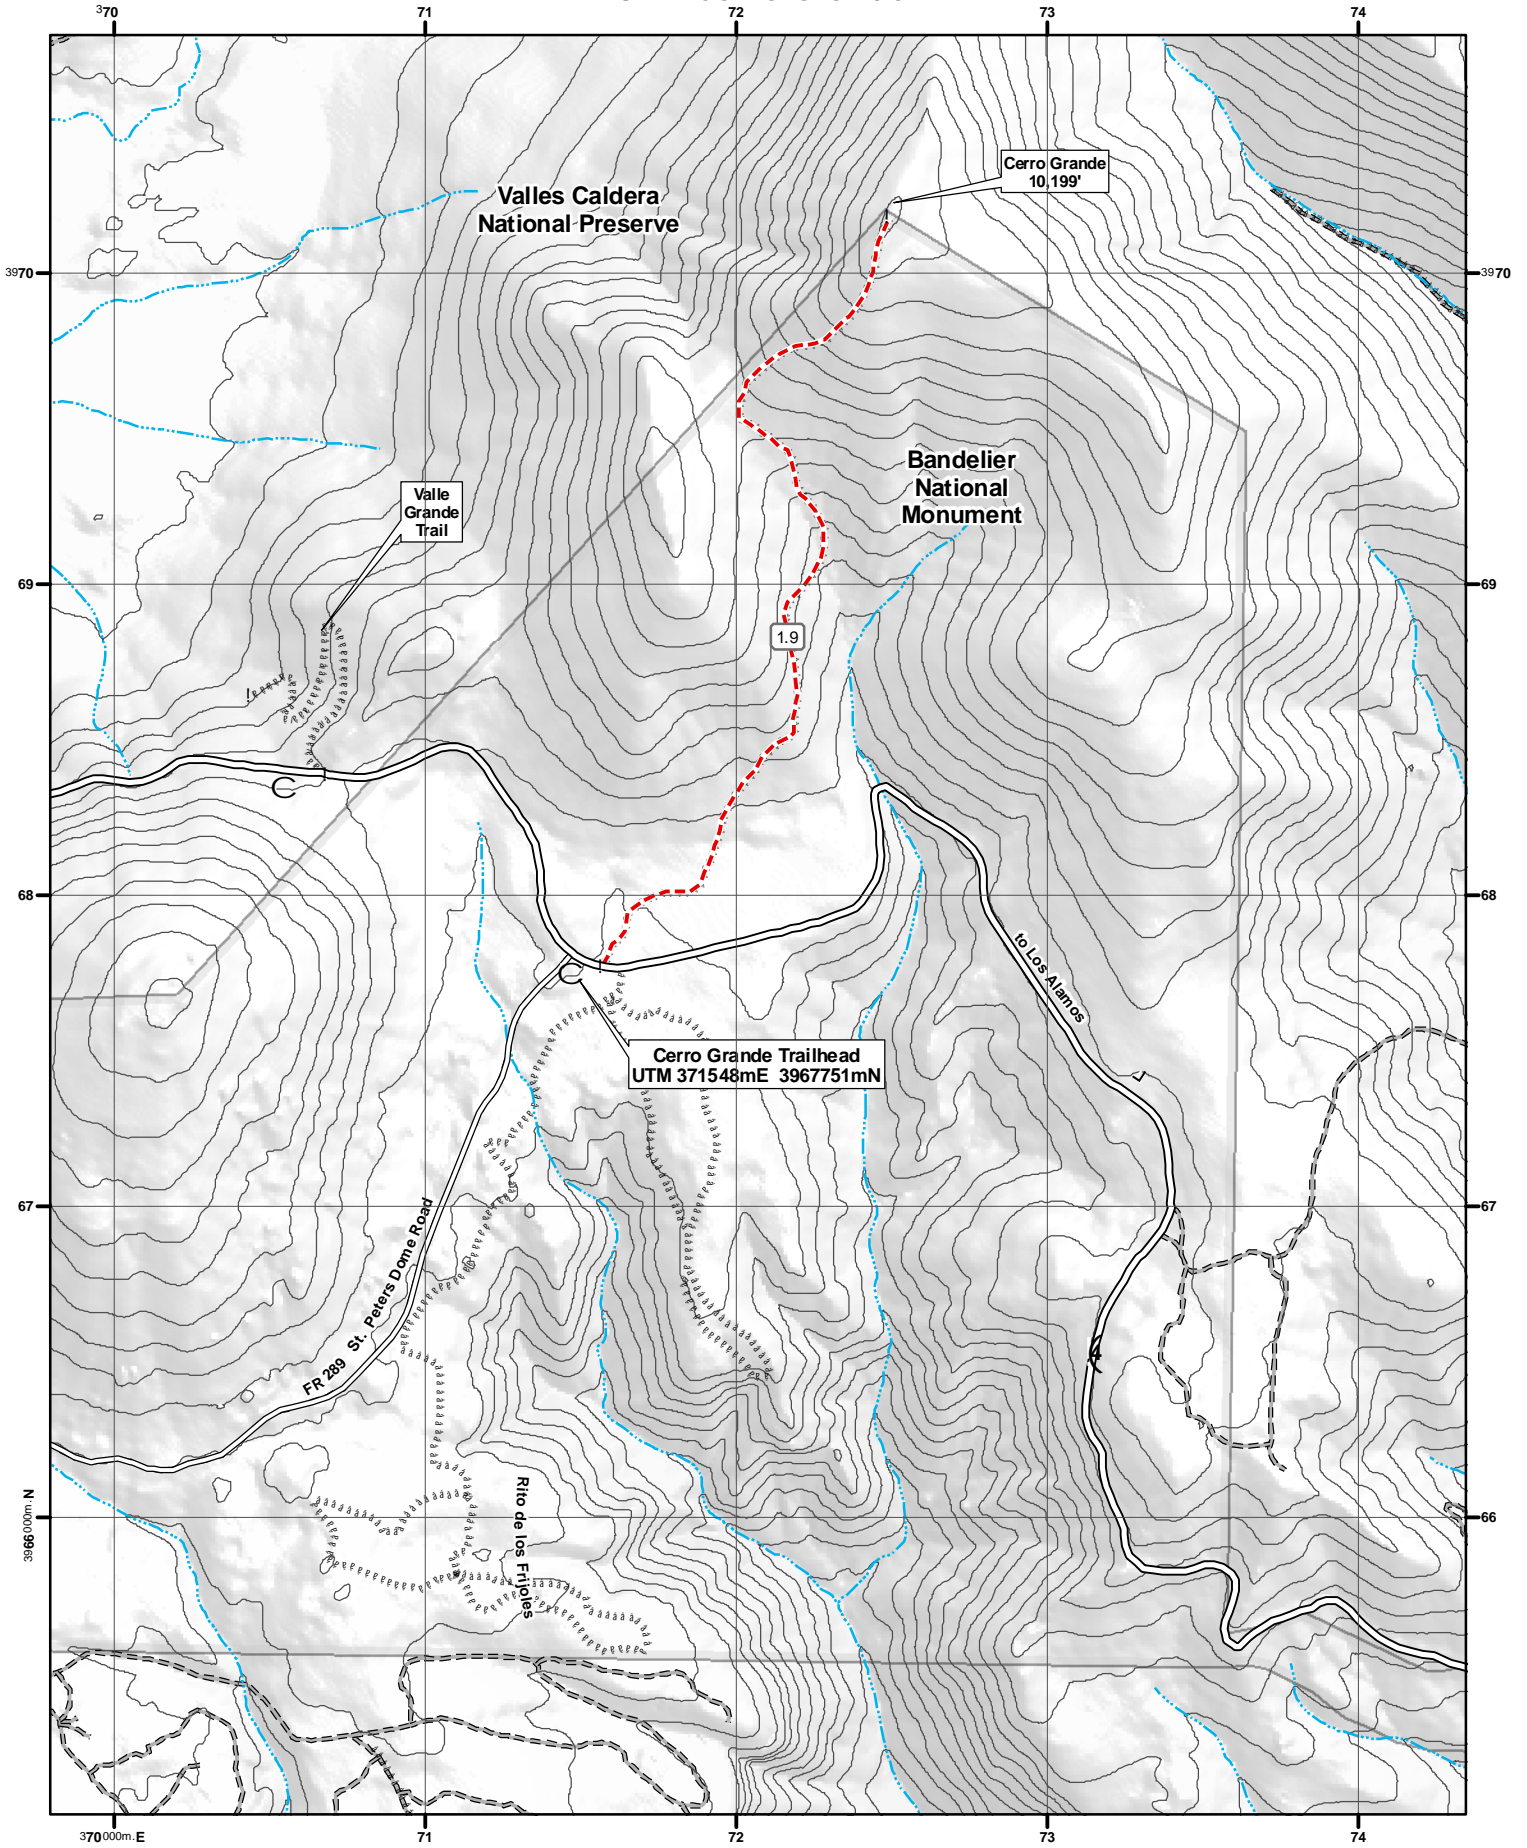 370 71 72 73 74
Cerro Grande
10,199'
Valles Caldera
National Preserve
3970
3970
Bandelier
National
Monument
Valle
Grande
Trail
69
69
1.9
68
68
to Los Alamos
Cerro Grande Trailhead
UTM 371548mE 3967751mN
67
67
FR 289 St. Peters Dome Road
4
Rito de los Frijoles
3966000m.N
66
370000m.E 71 72 73 74